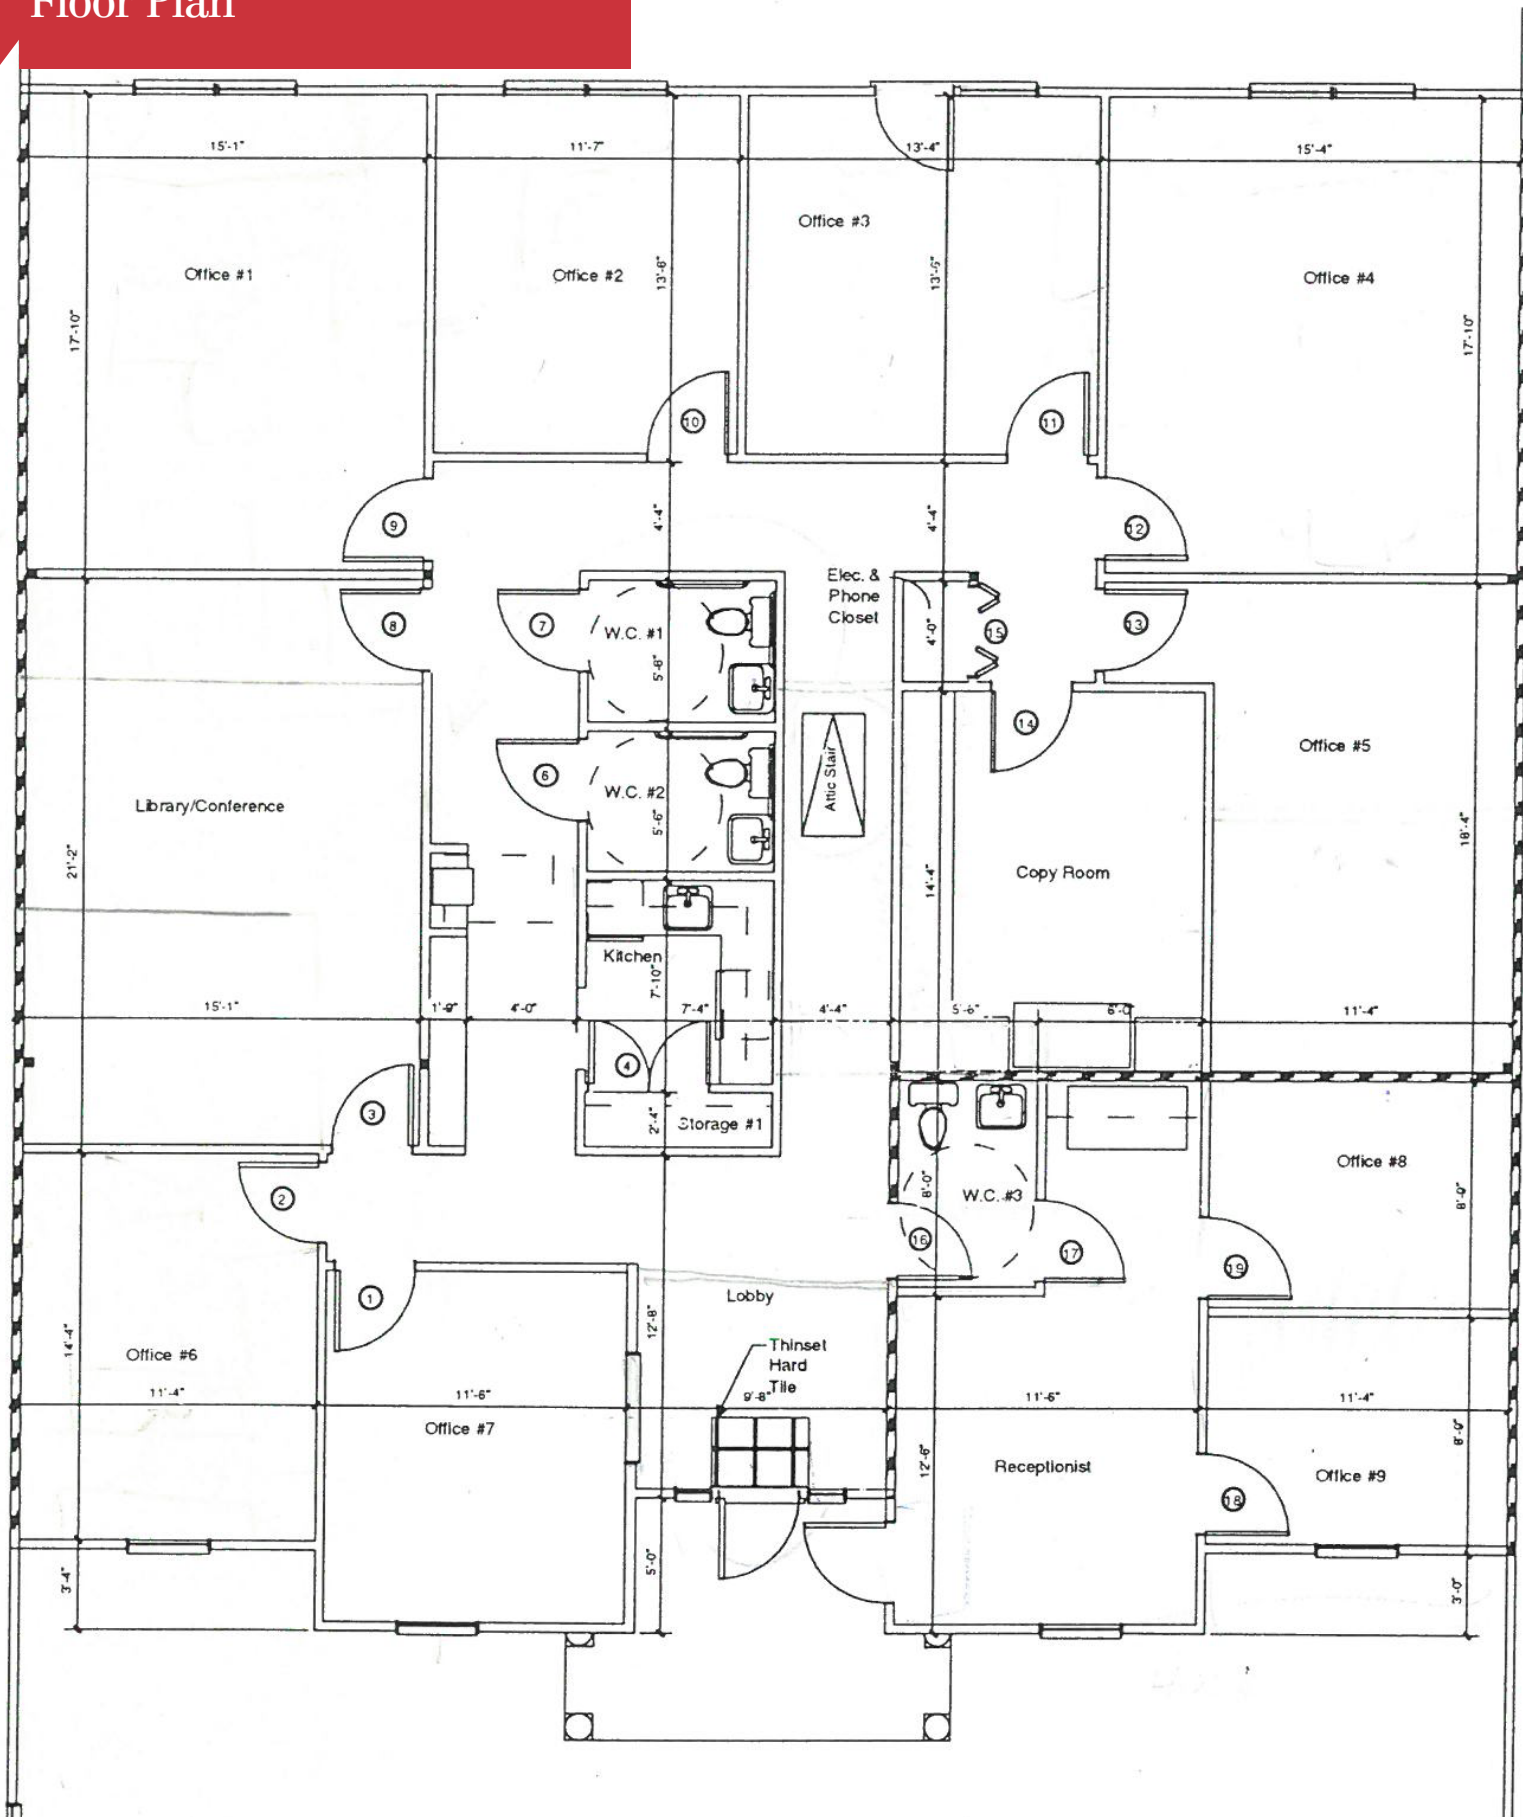 Floor Plan
15'-1"
11'-7"
13'-4"
15'-4"
Office #1
Office #2
Office #3
Office #4
17'-10"
13'-6"
13'-6"
17'-10"
10
11
9
12
4'-4"
4'-4"
8
7
W.C. #1
5'-8"
Elec. &
Phone
Closet
4'-0"
15
13
14
6
W.C. #2
5'-6"
Attic Stair
Office #5
Library/Conference
21'-2"
Copy Room
14'-4"
18'-4"
Kitchen
7'-10"
15'-1"
1'-9"
4'-0"
7'-4"
4'-4"
5'-6"
6'-0
11'-4"
4
3
2'-4"
Storage #1
2
8'-0"
W.C. #3
Office #8
8'-9"
16
17
19
1
Lobby
12'-8"
Thinset
Hard
Tile
Office #6
14'-4"
11'-4"
11'-6"
9'-8"
11'-6"
11'-4"
Office #7
12'-6"
Receptionist
Office #9
8'-9"
18
3'-4"
5'-0"
3'-0"